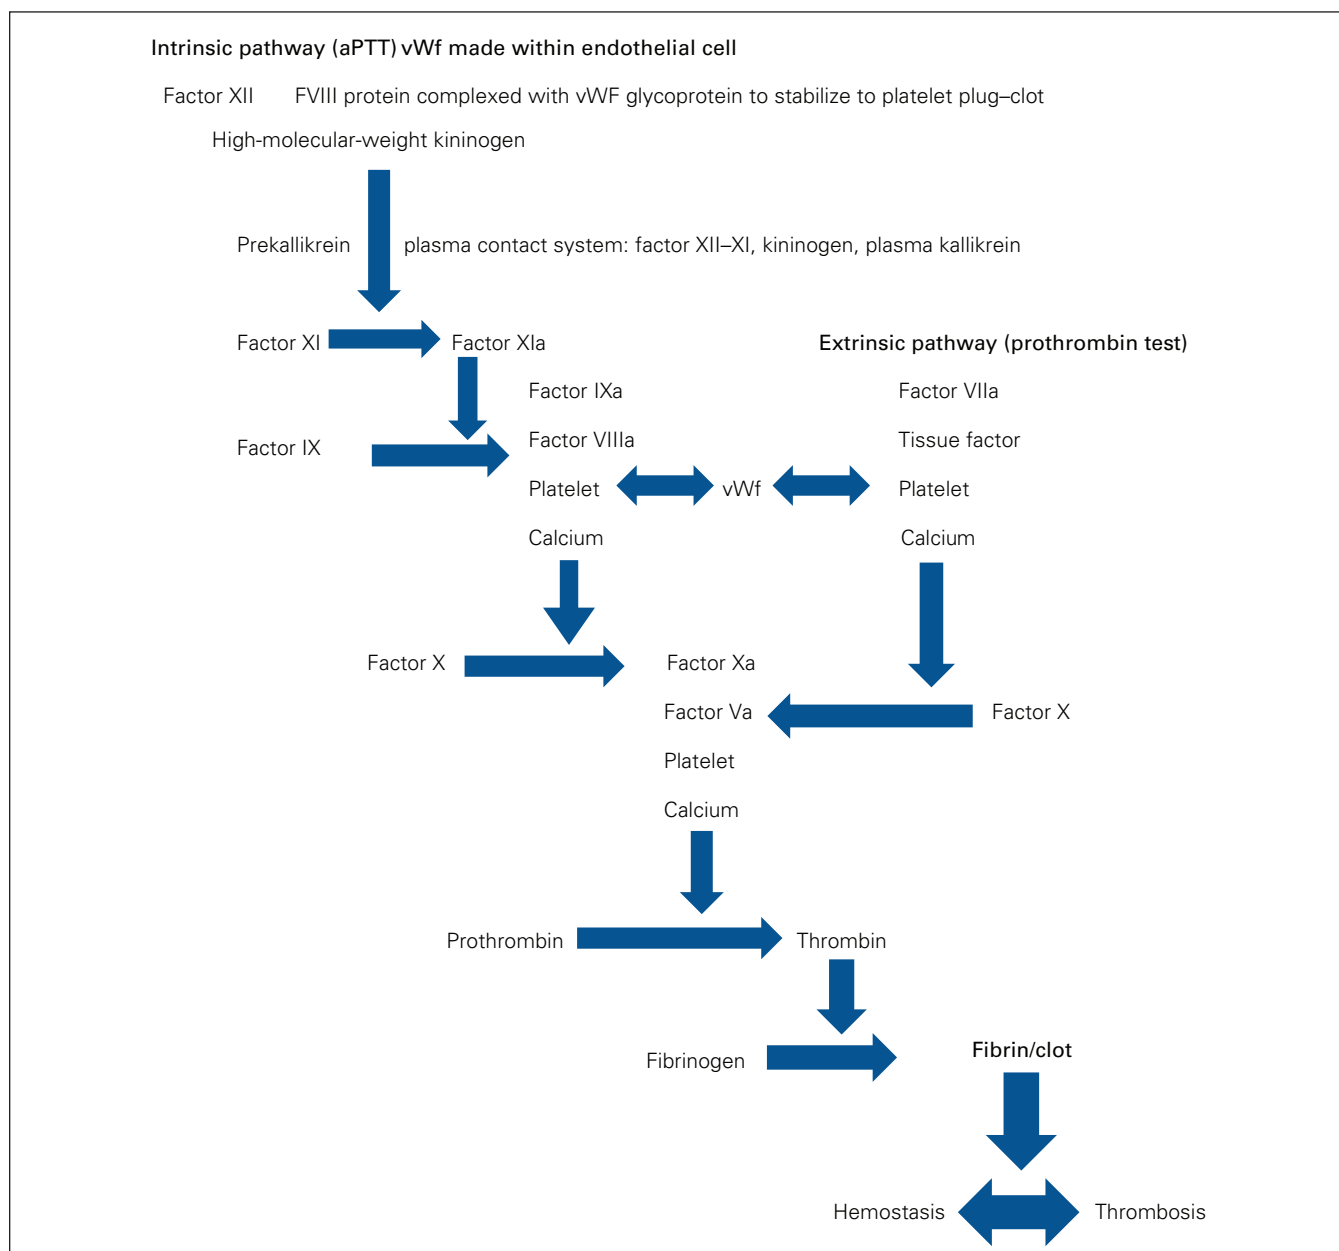 Intrinsic pathway (aPTT) vWf made within endothelial cell
Factor XII FVIII protein complexed with vWF glycoprotein to stabilize to platelet plug–clot
High-molecular-weight kininogen
Prekallikrein plasma contact system: factor XII–XI, kininogen, plasma kallikrein
Factor XI Factor XIa Extrinsic pathway (prothrombin test)
Factor IXa Factor VIIa
Factor IX Factor VIIIa Tissue factor
Platelet vWf Platelet
Calcium Calcium
Factor X Factor Xa
Factor Va Factor X
Platelet
Calcium
Prothrombin Thrombin
Fibrinogen Fibrin/clot
Hemostasis Thrombosis